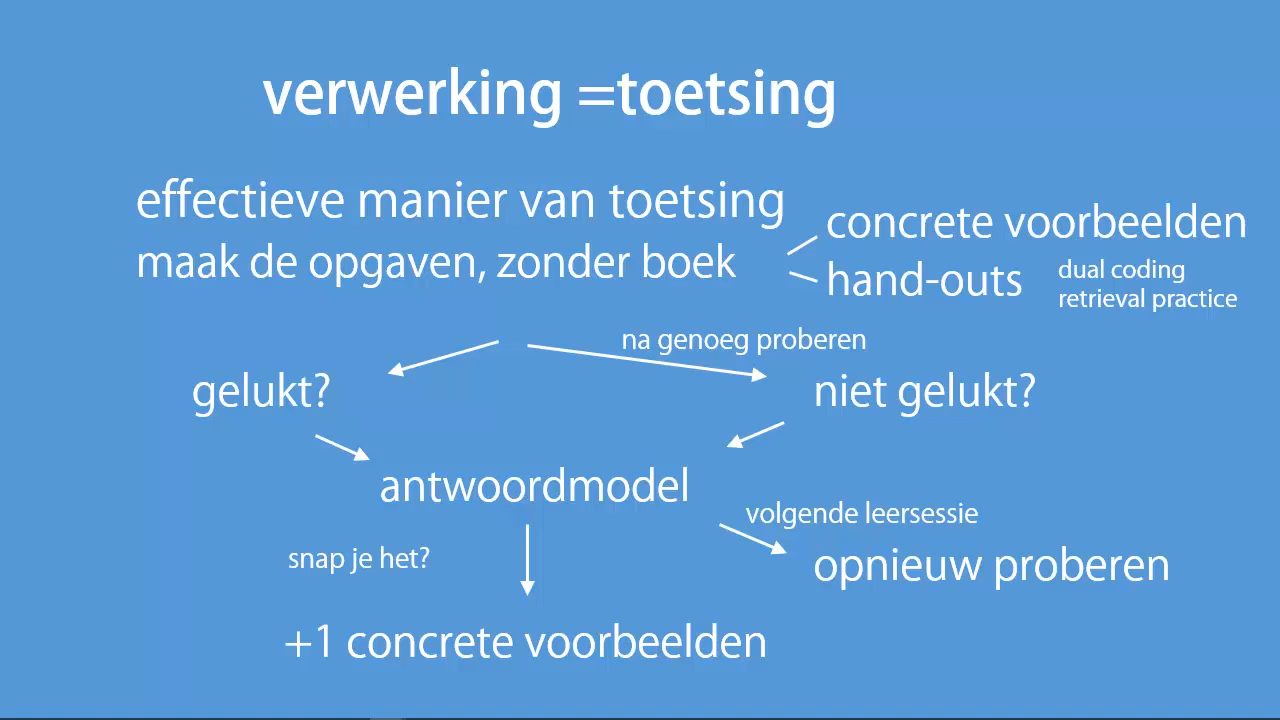 verwerking =toetsing
effectieve manier van toetsing
maak de opgaven, zonder boek
concrete voorbeelden
hand-outs
dual coding
retrieval practice
na genoeg proberen
gelukt?
niet gelukt?
antwoordmodel
volgende leersessie
snap je het?
opnieuw proberen
+1 concrete voorbeelden